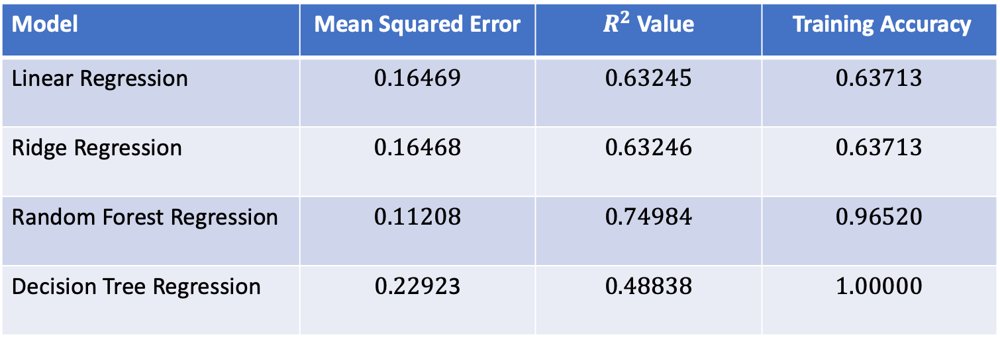 Model Mean Squared Error R² Value Training Accuracy
Linear Regression 0.16469 0.63245 0.63713
Ridge Regression 0.16468 0.63246 0.63713
Random Forest Regression 0.11208 0.74984 0.96520
Decision Tree Regression 0.22923 0.48838 1.00000